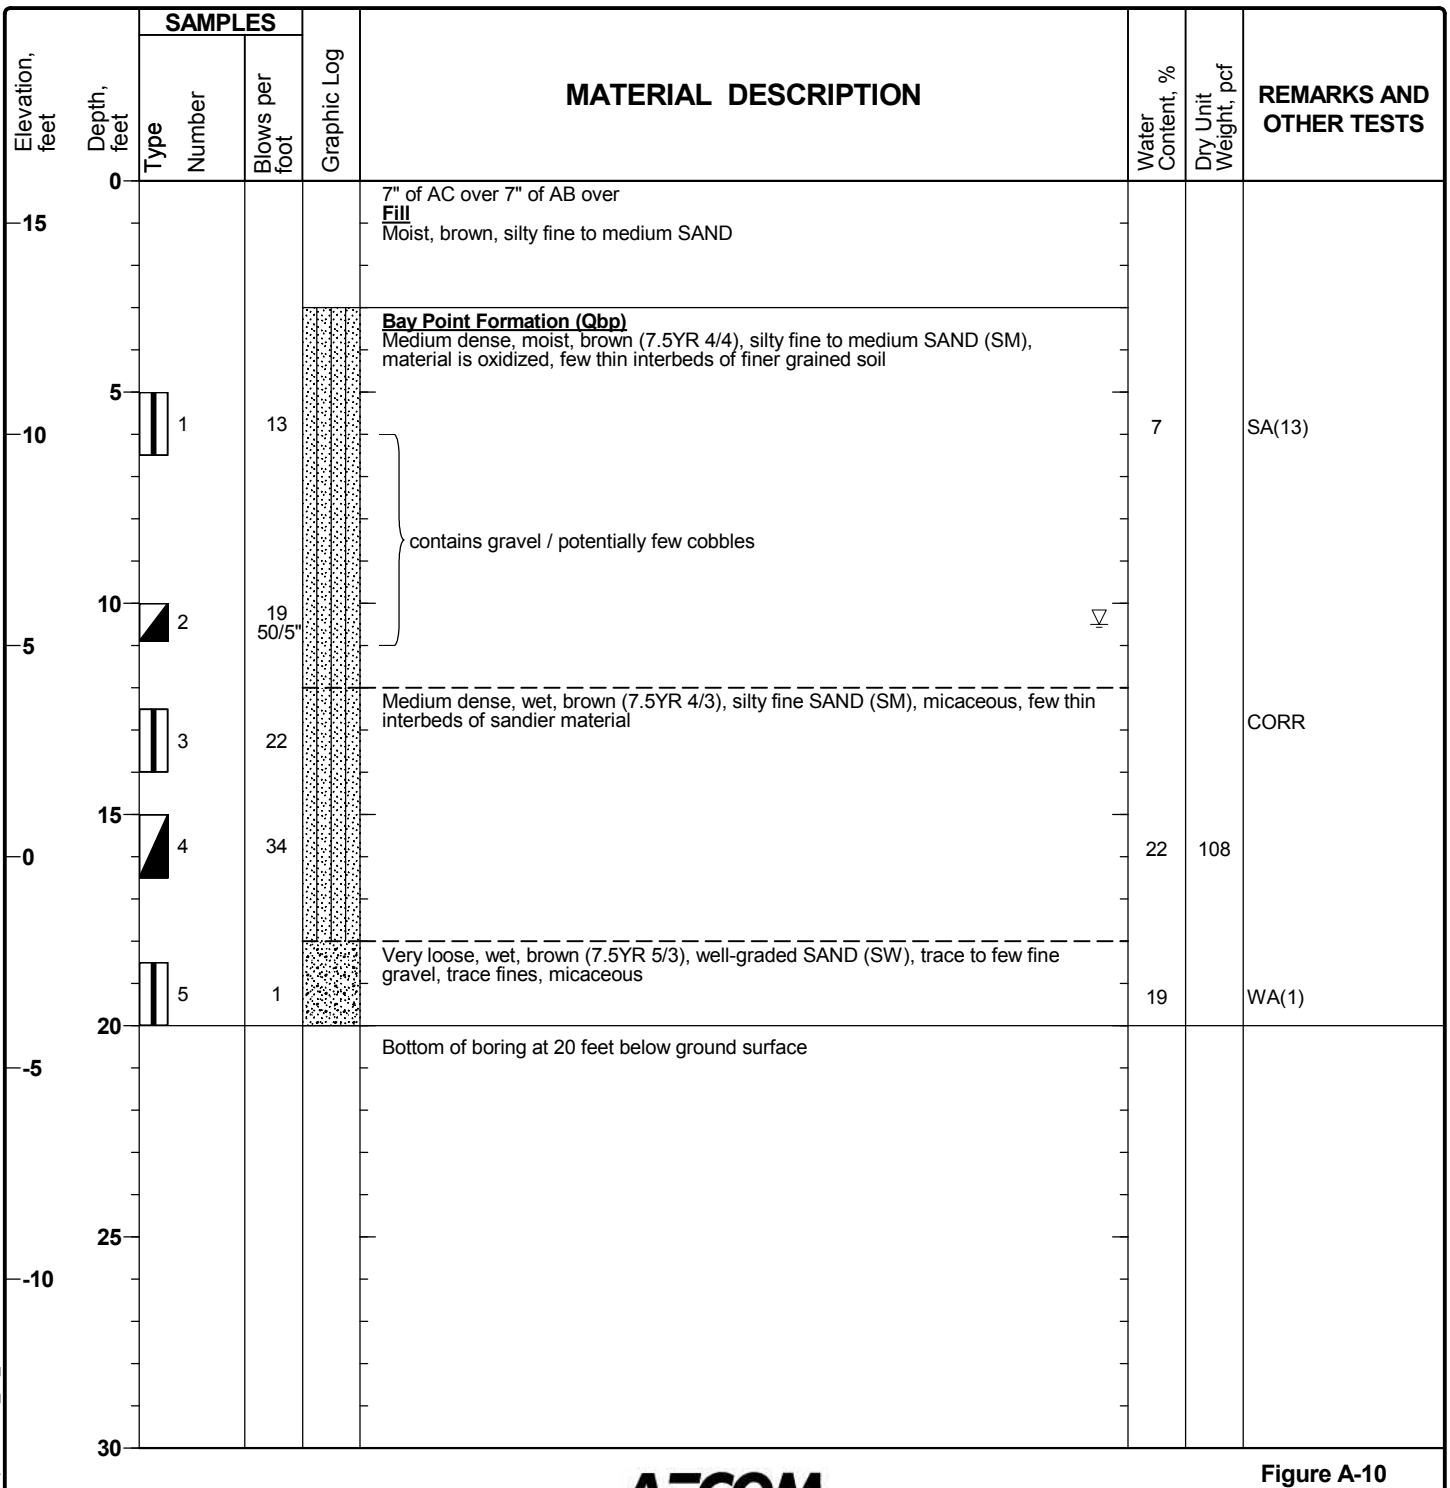 SAMPLES
Elevation,
feet
Depth,
feet
Type
Number
Blows per
foot
Graphic Log
MATERIAL DESCRIPTION
Water
Content, %
Dry Unit
Weight, pcf
REMARKS AND
OTHER TESTS
0
7" of AC over 7" of AB over
Fill
15
Moist, brown, silty fine to medium SAND
Bay Point Formation (Qbp)
Medium dense, moist, brown (7.5YR 4/4), silty fine to medium SAND (SM),
material is oxidized, few thin interbeds of finer grained soil
5
1 13 7 SA(13)
10
contains gravel / potentially few cobbles
10
2 19
50/5"
5
Medium dense, wet, brown (7.5YR 4/3), silty fine SAND (SM), micaceous, few thin
interbeds of sandier material
CORR
3 22
15
4 34 22 108
0
Very loose, wet, brown (7.5YR 5/3), well-graded SAND (SW), trace to few fine
gravel, trace fines, micaceous
5 1 19 WA(1)
20
Bottom of boring at 20 feet below ground surface
-5
25
-10
30
AECOM
Figure A-10